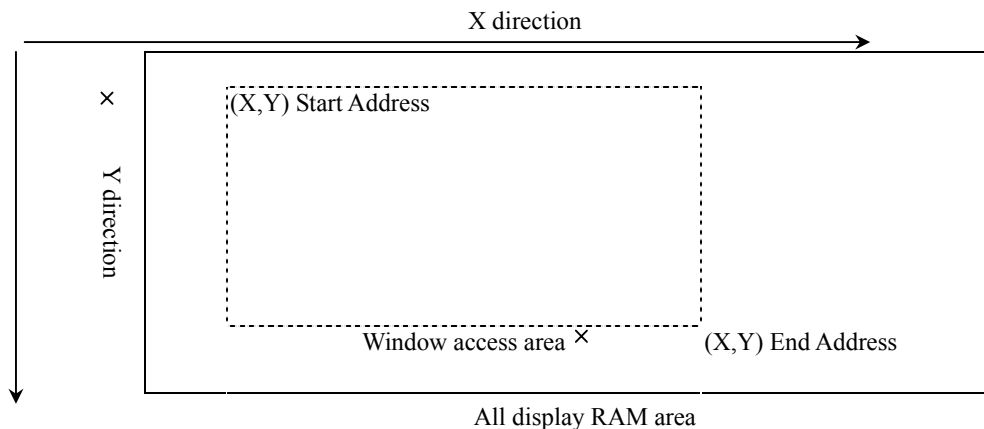 X direction
(X,Y) Start Address
Y direction
Window access area
(X,Y) End Address
All display RAM area